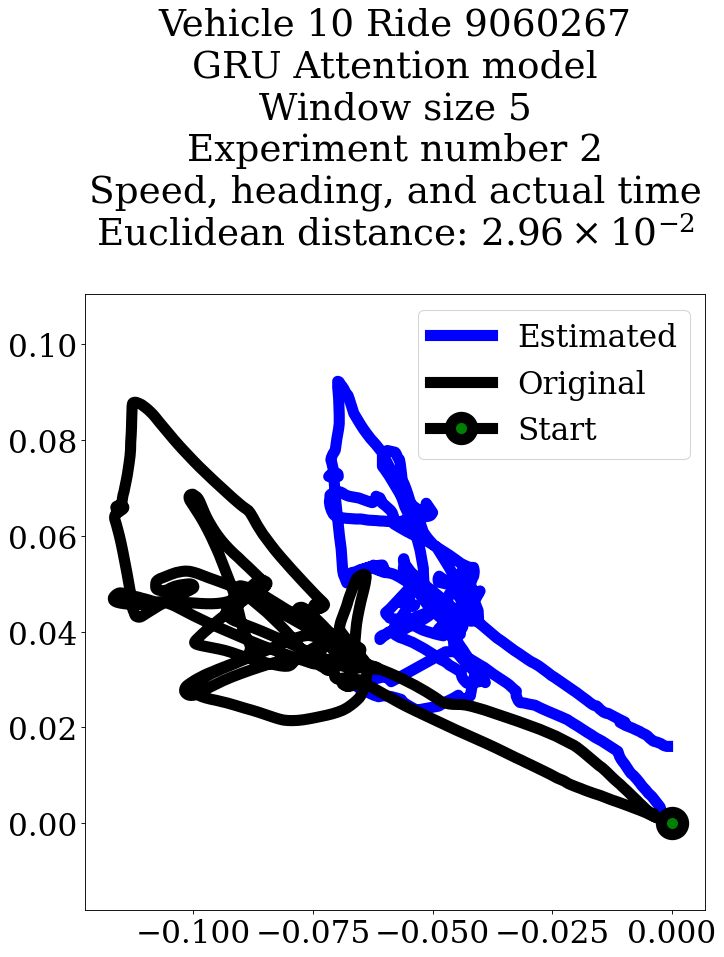 Vehicle 10 Ride 9060267
GRU Attention model
Window size 5
Experiment number 2
Speed, heading, and actual time
Euclidean distance: 2.96 × 10⁻²
Estimated
Original
Start
0.10
0.08
0.06
0.04
0.02
0.00
−0.100 −0.075 −0.050 −0.025 0.000